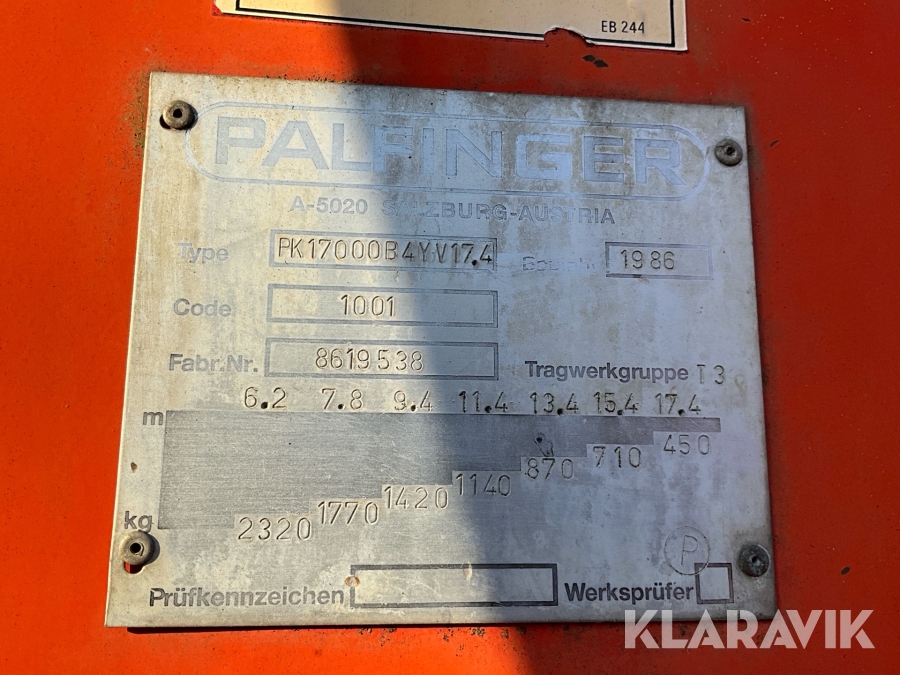 EB 244
PALFINGER
A-5020 SALZBURG-AUSTRIA
Type PK17000B4YV17.4 1986
Code 1001
Fabr.Nr. 8619538 Tragwerkgruppe T 3
6.2 7.8 9.4 11.4 13.4 15.4 17.4
m
450
710
870
1140
1420
1770
2320
kg
P
Prüfkennzeichen Werksprüfer
KLARAVIK